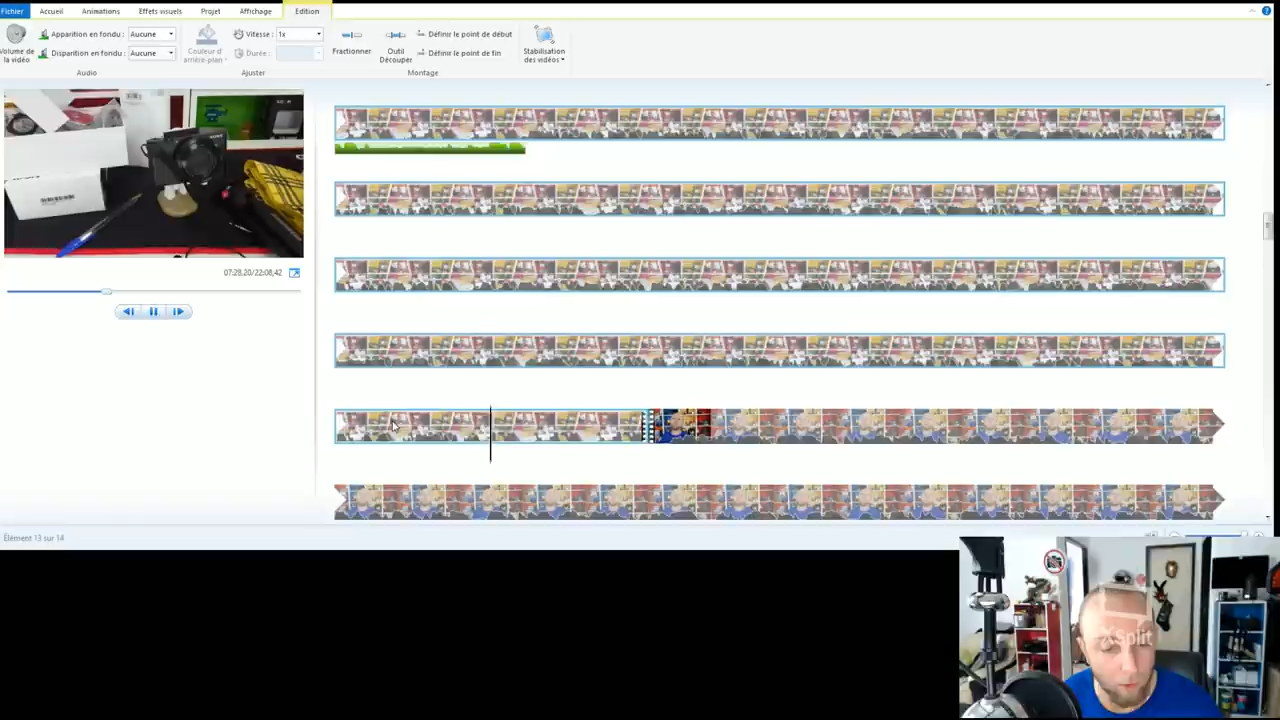 Fichier Accueil Animations Effets visuels Projet Affichage Edition
Volume de la vidéo
Apparition en fondu : Aucune
Disparition en fondu : Aucune
Audio
Couleur d'arrière-plan
Vitesse : 1x
Durée :
Ajuster
Fractionner
Outil Découper
Définir le point de début
Définir le point de fin
Montage
Stabilisation des vidéos
SONY
07:28,20/22:08,42
Élément 13 sur 14
XSplit